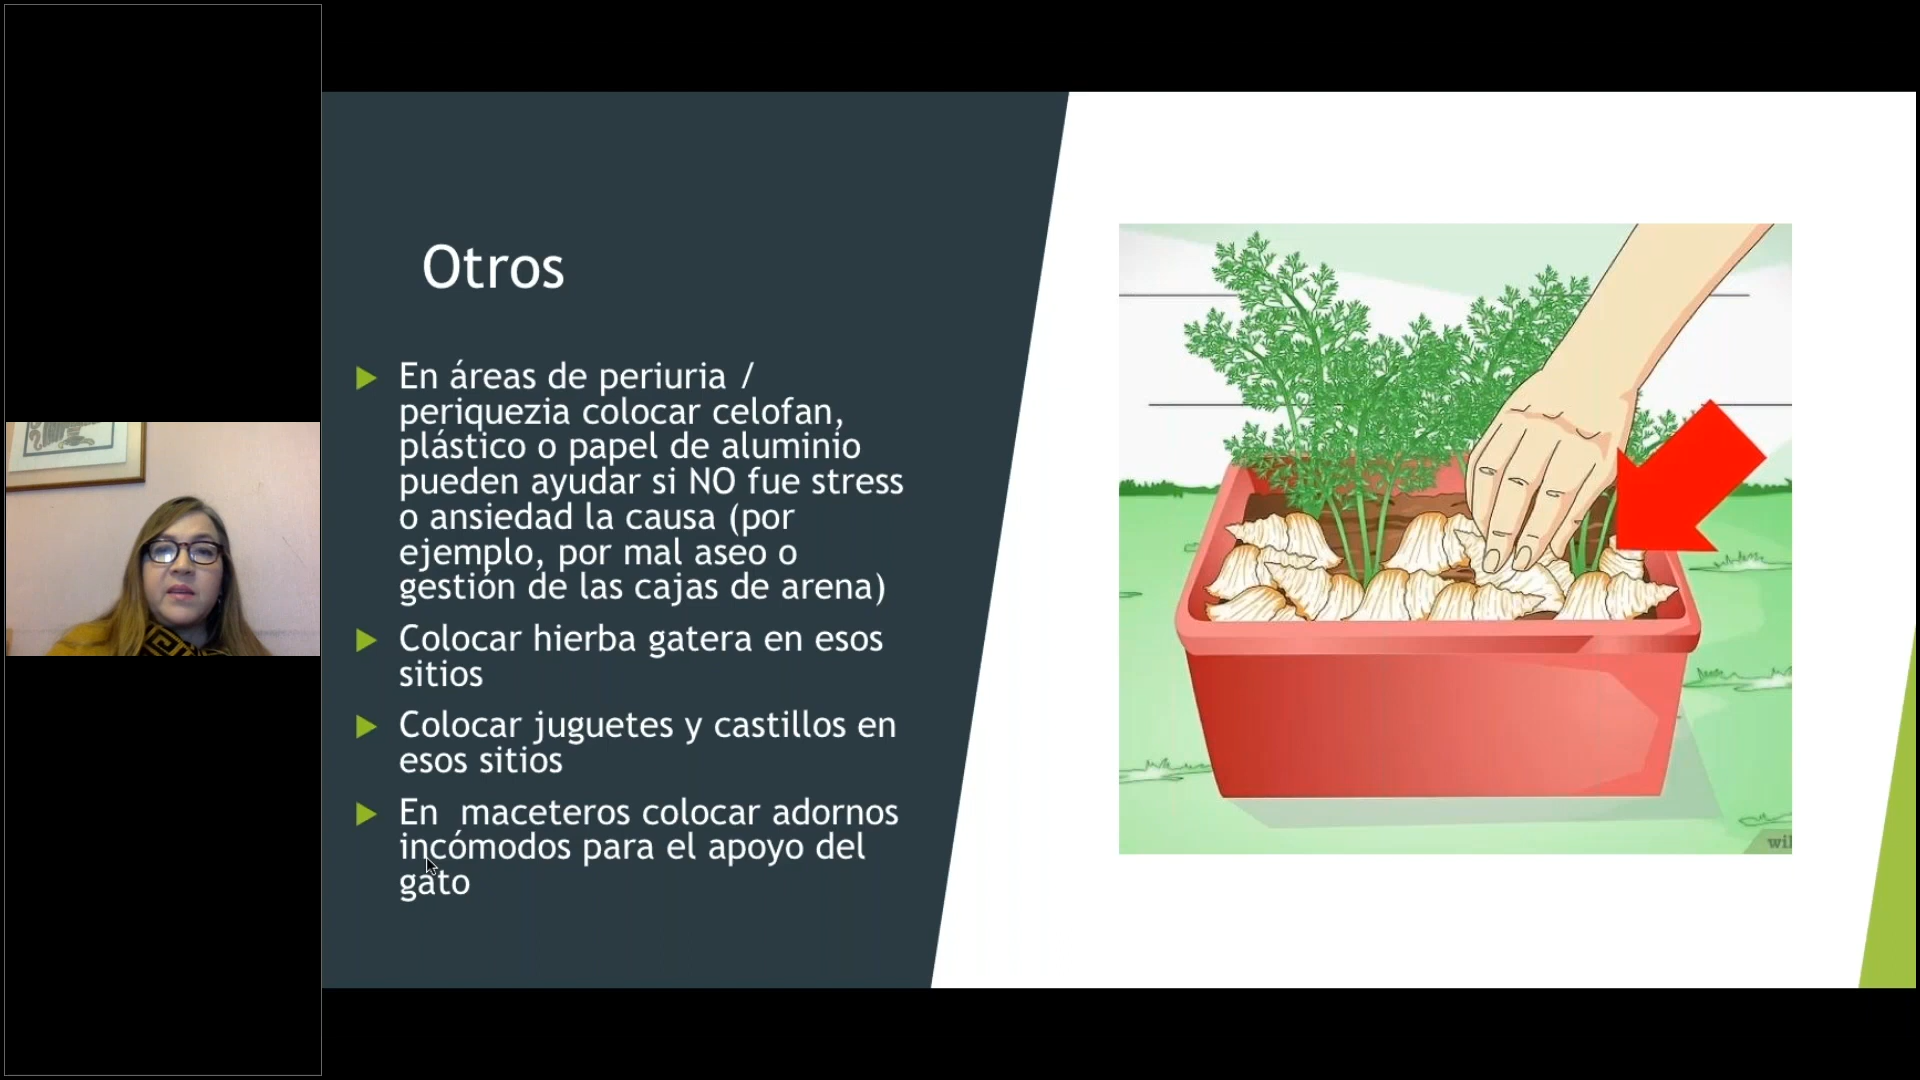 Otros
En áreas de periuria /
periquezia colocar celofan,
plástico o papel de aluminio
pueden ayudar si NO fue stress
o ansiedad la causa (por
ejemplo, por mal aseo o
gestión de las cajas de arena)
Colocar hierba gatera en esos
sitios
Colocar juguetes y castillos en
esos sitios
En  maceteros colocar adornos
incómodos para el apoyo del
gato